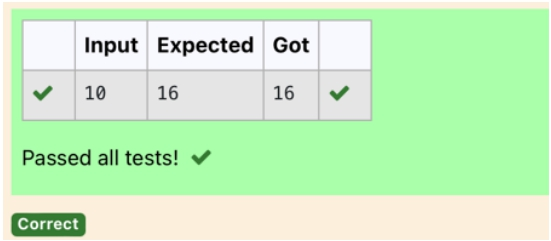 Input Expected Got
10 16 16
Passed all tests!
Correct